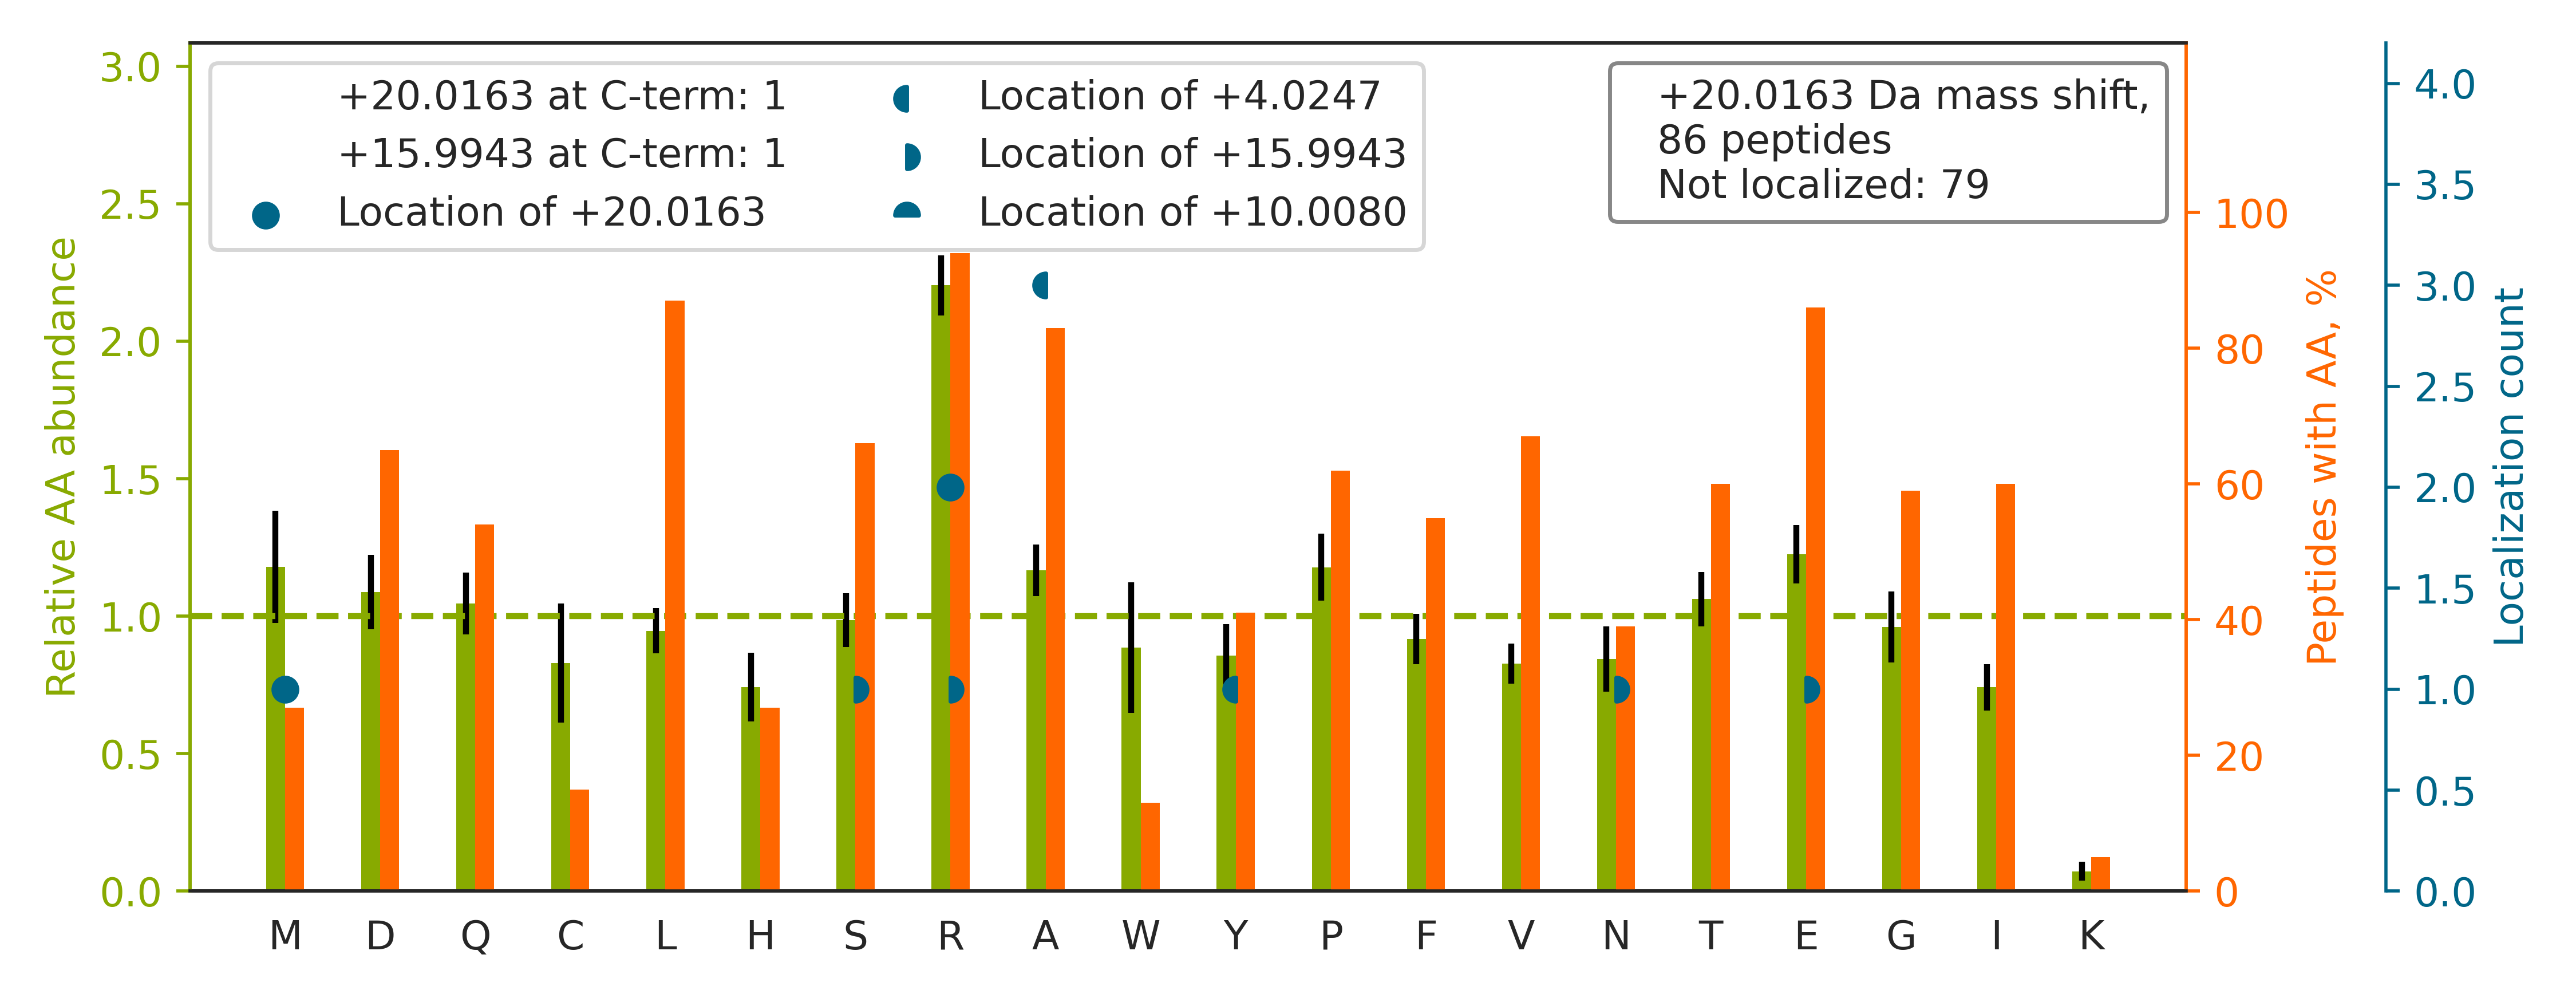 +20.0163 at C-term: 1
+15.9943 at C-term: 1
Location of +20.0163
Location of +4.0247
Location of +15.9943
Location of +10.0080
+20.0163 Da mass shift,
86 peptides
Not localized: 79
Relative AA abundance
3.0
2.5
2.0
1.5
1.0
0.5
0.0
M D Q C L H S R A W Y P F V N T E G I K
100
80
60
40
20
0
Peptides with AA, %
4.0
3.5
3.0
2.5
2.0
1.5
1.0
0.5
0.0
Localization count